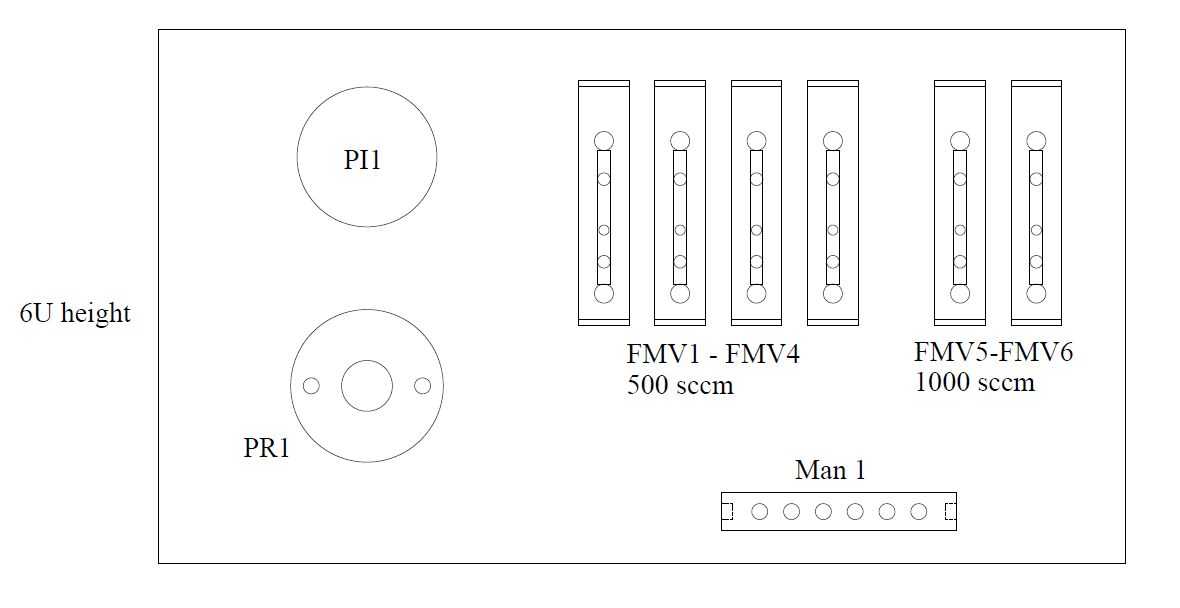 PI1
6U height
FMV1 - FMV4
500 sccm
FMV5-FMV6
1000 sccm
PR1
Man 1